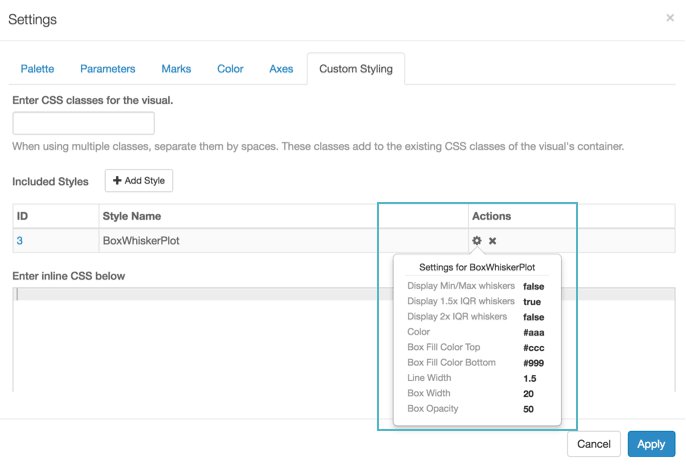 Settings
×
Palette Parameters Marks Color Axes Custom Styling
Enter CSS classes for the visual.
When using multiple classes, separate them by spaces. These classes add to the existing CSS classes of the visual's container.
Included Styles + Add Style
ID Style Name Actions
3 BoxWhiskerPlot
Enter inline CSS below
Settings for BoxWhiskerPlot
Display Min/Max whiskers false
Display 1.5x IQR whiskers true
Display 2x IQR whiskers false
Color #aaa
Box Fill Color Top #ccc
Box Fill Color Bottom #999
Line Width 1.5
Box Width 20
Box Opacity 50
Cancel Apply